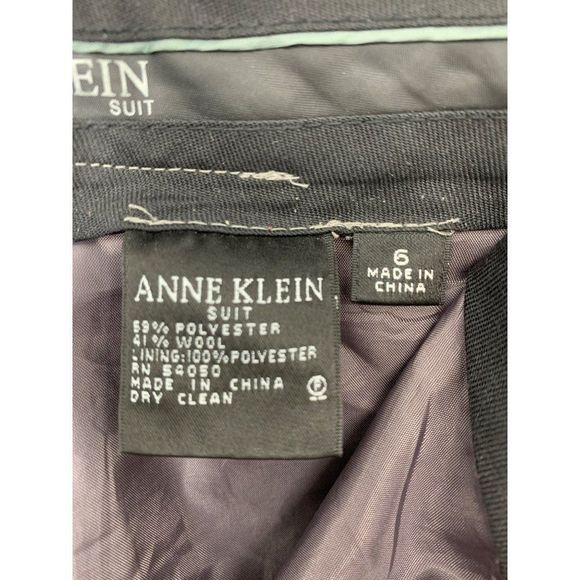 EIN
SUIT
ANNE KLEIN
SUIT
59% POLYESTER
41% WOOL
LINING:100% POLYESTER
RN 54050
MADE IN CHINA
DRY CLEAN Ⓟ
6
MADE IN
CHINA